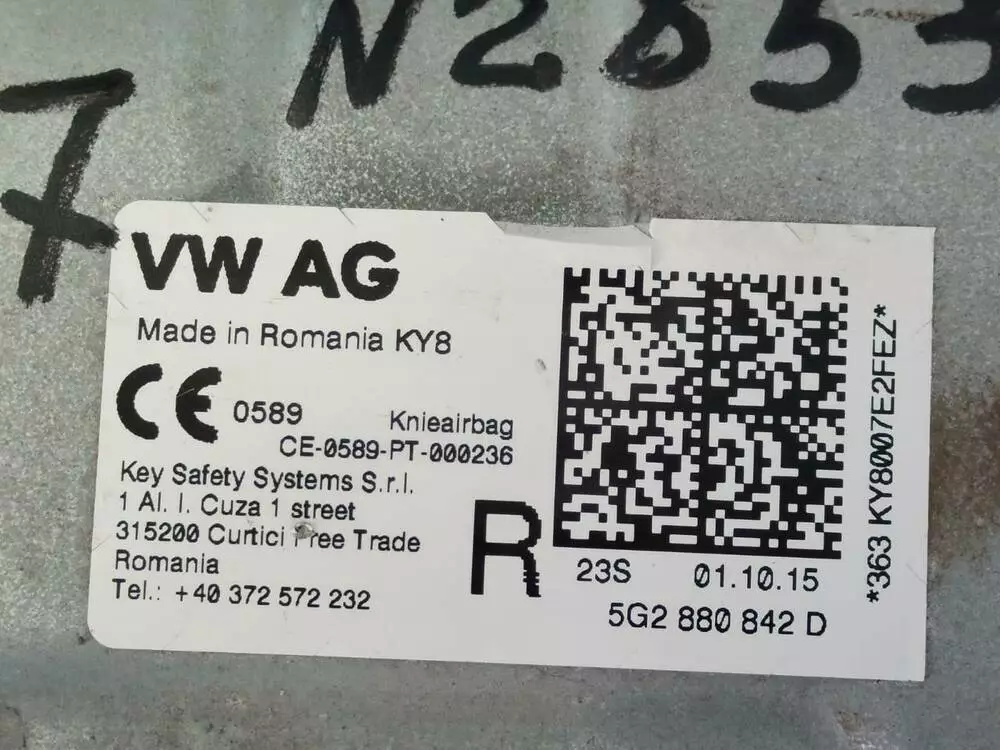 N2853
7
VW AG
Made in Romania KY8
CE 0589
Knieairbag
CE-0589-PT-000236
Key Safety Systems S.r.l.
1 Al. I. Cuza 1 street
315200 Curtici Free Trade
Romania
Tel.: +40 372 572 232
R
23S 01.10.15
5G2 880 842 D
*363 KY8007E2FEZ*